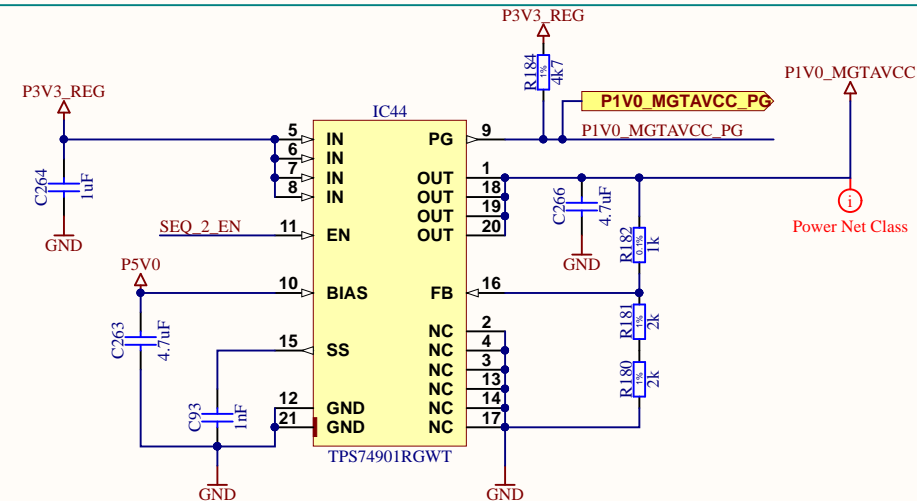 P3V3_REG
P1V0_MGTAVCC
R184
1%
4k7
P1V0_MGTAVCC_PG
P3V3_REG
IC44
5
IN
PG
9
P1V0_MGTAVCC_PG
6
IN
7
IN
OUT
1
8
IN
OUT
18
OUT
19
OUT
20
C264
1uF
C266
4.7uF
R182
0.1%
1k
i
Power Net Class
GND
SEQ_2_EN
11
EN
GND
P5V0
10
BIAS
FB
16
C263
4.7uF
R181
1%
2k
NC
2
15
SS
NC
4
NC
3
R180
1%
2k
NC
13
C93
1nF
12
GND
NC
14
21
GND
NC
17
TPS74901RGWT
GND
GND